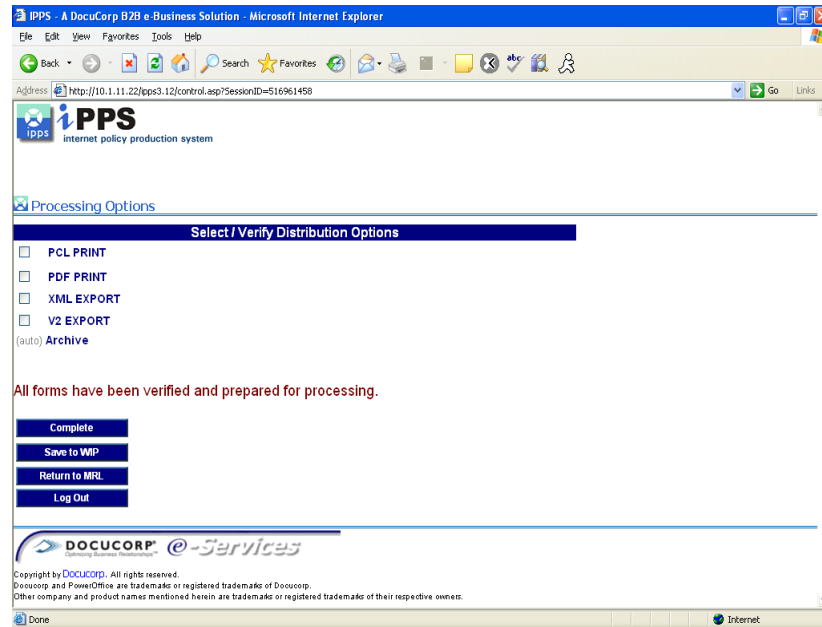 IPPS - A DocuCorp B2B e-Business Solution - Microsoft Internet Explorer
File Edit View Favorites Tools Help
Back Search Favorites
Address http://10.1.11.22/ipps3.12/control.asp?SessionID=516961458 Go Links
ipps iPPS
internet policy production system
Processing Options
Select / Verify Distribution Options
PCL PRINT
PDF PRINT
XML EXPORT
V2 EXPORT
(auto) Archive
All forms have been verified and prepared for processing.
Complete
Save to WIP
Return to MRL
Log Out
DOCUCORP @-Services
Optimizing Business Relationships
Copyright by Docucorp. All rights reserved.
Docucorp and PowerOffice are trademarks or registered trademarks of Docucorp.
Other company and product names mentioned herein are trademarks or registered trademarks of their respective owners.
Done Internet